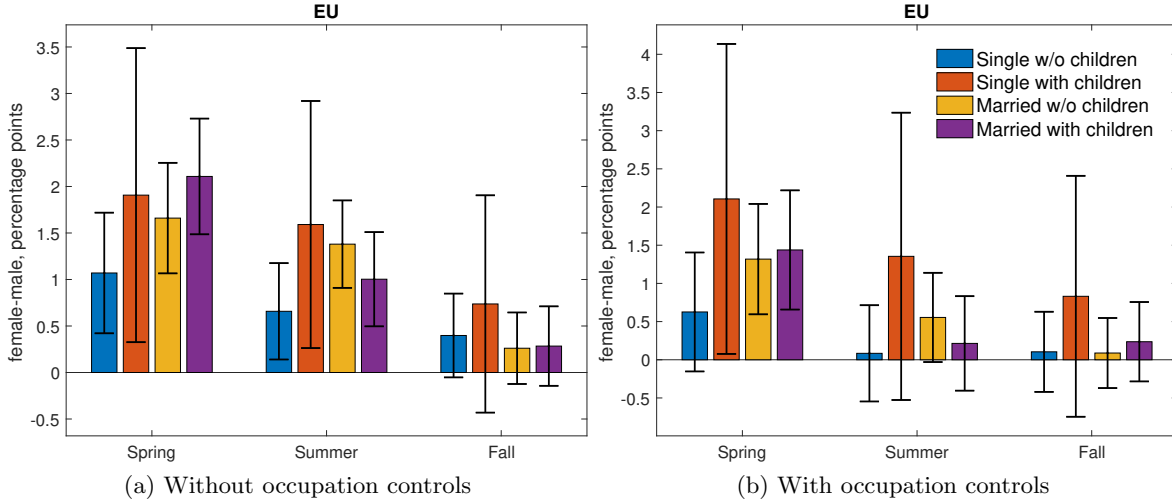 EU
3.5
3
2.5
2
1.5
1
0.5
0
-0.5
female-male, percentage points
Spring
Summer
Fall
(a) Without occupation controls
EU
4
3.5
3
2.5
2
1.5
1
0.5
0
-0.5
female-male, percentage points
Single w/o children
Single with children
Married w/o children
Married with children
Spring
Summer
Fall
(b) With occupation controls